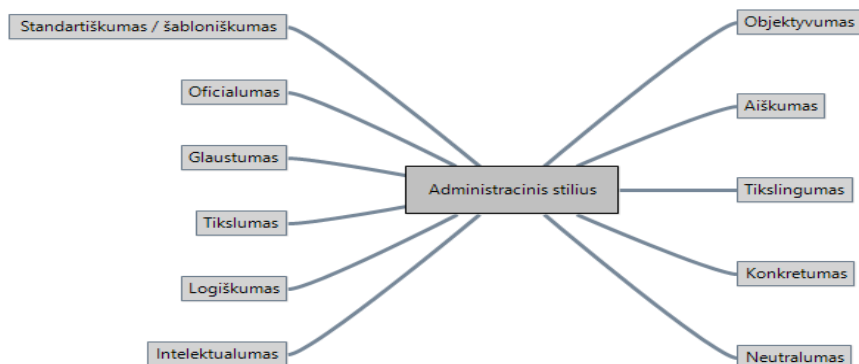 Standartiškumas / šabloniškumas
Oficialumas
Glaustumas
Tikslumas
Logiškumas
Intelektualumas
Administracinis stilius
Objektyvumas
Aiškumas
Tikslingumas
Konkretumas
Neutralumas